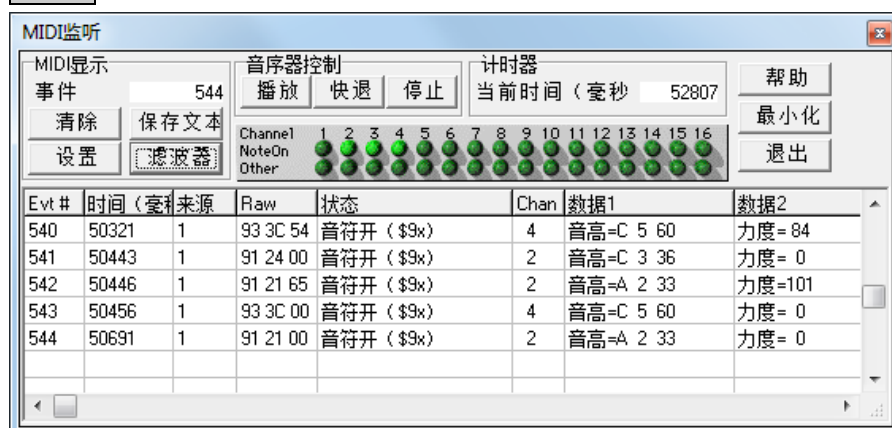 MIDI监听
MIDI显示
事件 544
清除 保存文本
设置 滤波器
音序器控制
播放 快退 停止
计时器
当前时间（毫秒 52807
帮助
最小化
退出
Channel 1 2 3 4 5 6 7 8 9 10 11 12 13 14 15 16
NoteOn
Other
Evt # 时间（毫秒 来源 Raw 状态 Chan 数据1 数据2
540 50321 1 93 3C 54 音符开（$9x） 4 音高=C 5 60 力度= 84
541 50443 1 91 24 00 音符开（$9x） 2 音高=C 3 36 力度= 0
542 50446 1 91 21 65 音符开（$9x） 2 音高=A 2 33 力度=101
543 50456 1 93 3C 00 音符开（$9x） 4 音高=C 5 60 力度= 0
544 50691 1 91 21 00 音符开（$9x） 2 音高=A 2 33 力度= 0